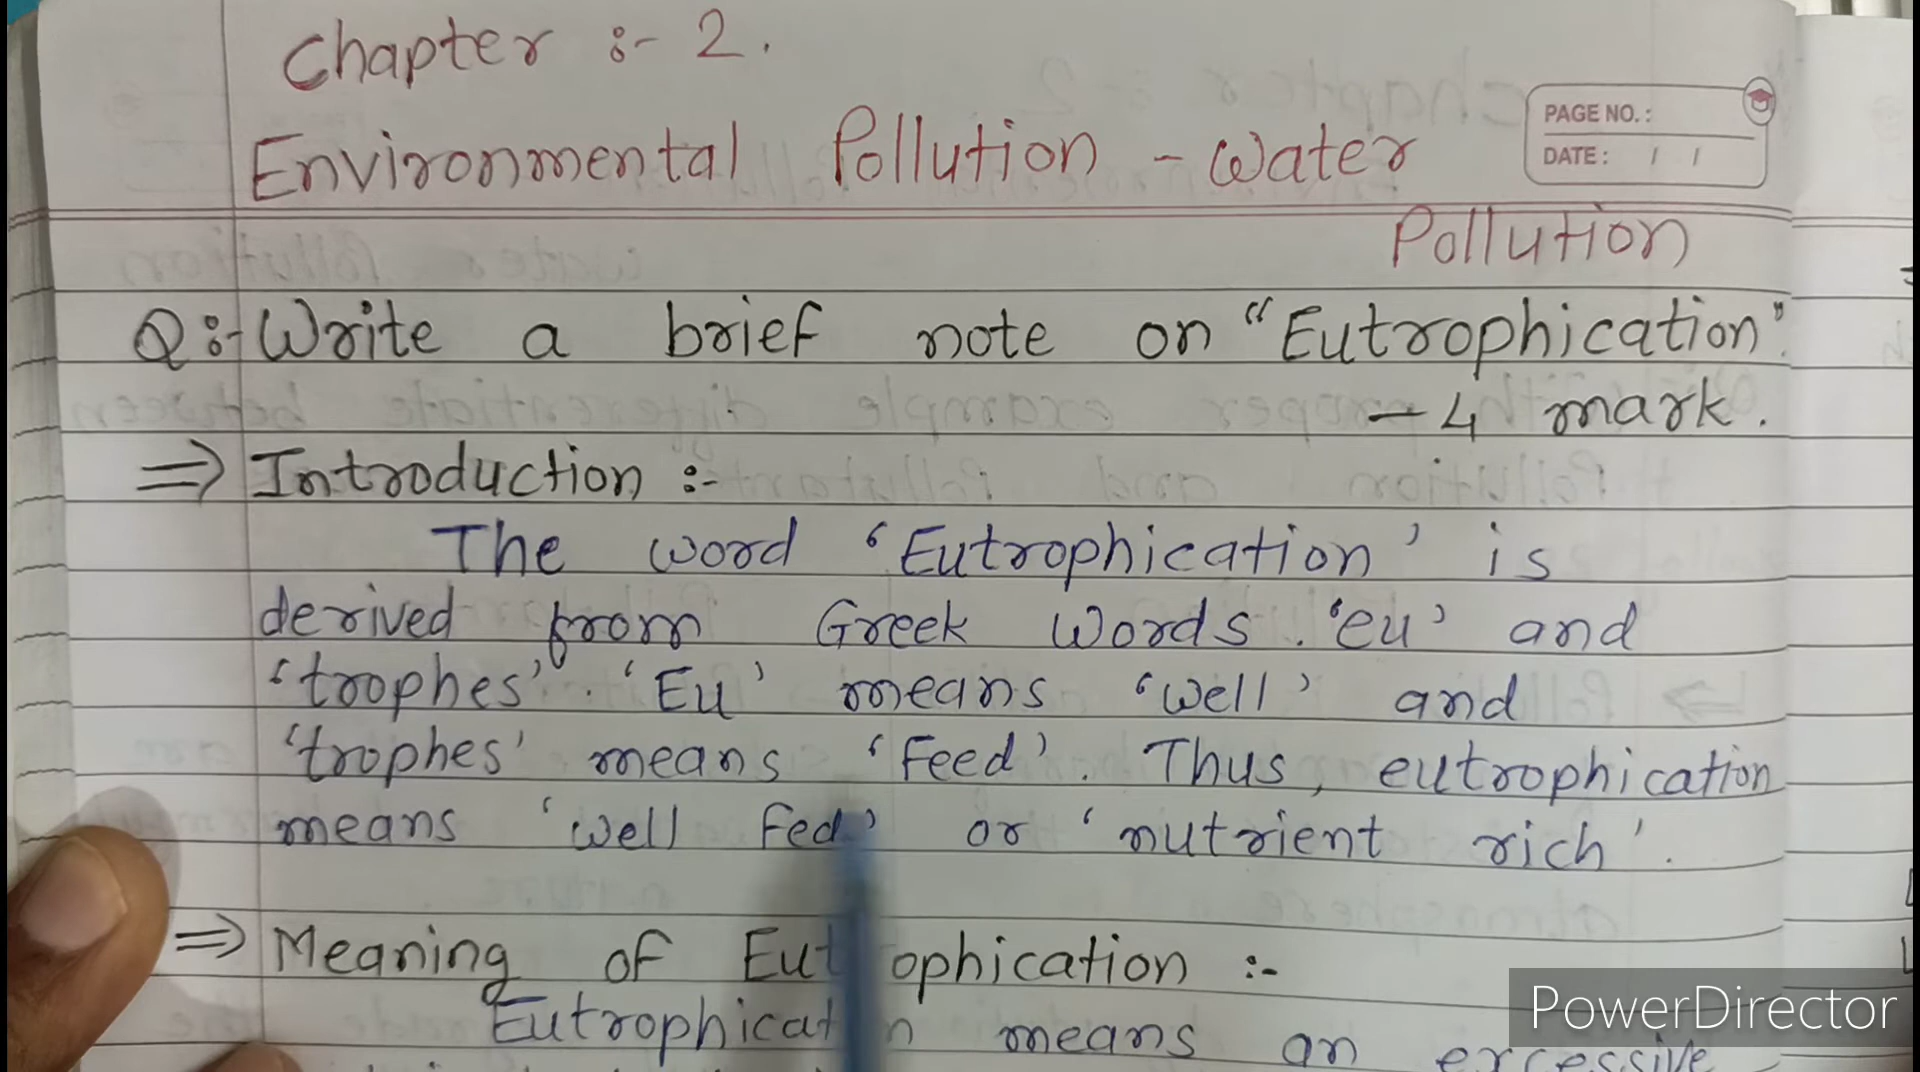 Chapter :- 2.
PAGE NO. :
DATE : / /
Environmental Pollution - Water
Pollution
Q:- Write a brief note on "Eutrophication".
- 4 mark.
⇒ Introduction :-
The word 'Eutrophication' is
derived from Greek words. 'eu' and
'trophes'. 'Eu' means 'well' and
'trophes' means 'Feed'. Thus, eutrophication
means 'well Fed' or 'nutrient rich'.
⇒ Meaning of Eut ophication :-
Eutrophicat n means an excessive
PowerDirector